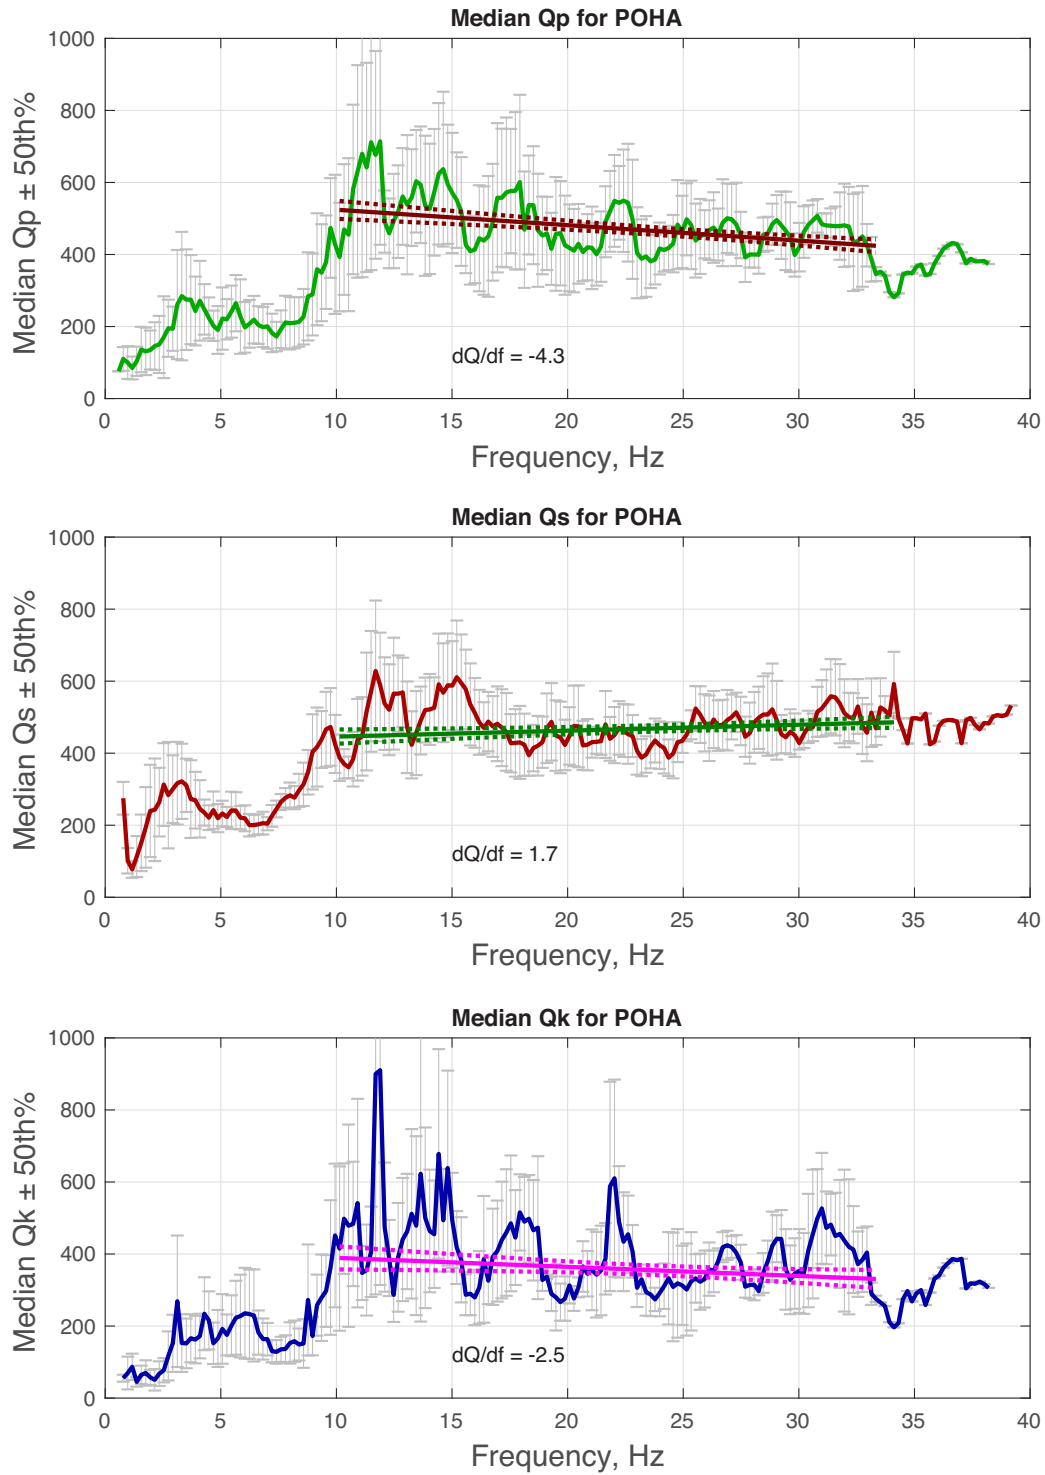 Median Qp for POHA
1000
800
600
400
200
0
Median Qp ± 50th%
dQ/df = -4.3
0 5 10 15 20 25 30 35 40
Frequency, Hz
Median Qs for POHA
1000
800
600
400
200
0
Median Qs ± 50th%
dQ/df = 1.7
0 5 10 15 20 25 30 35 40
Frequency, Hz
Median Qk for POHA
1000
800
600
400
200
0
Median Qk ± 50th%
dQ/df = -2.5
0 5 10 15 20 25 30 35 40
Frequency, Hz